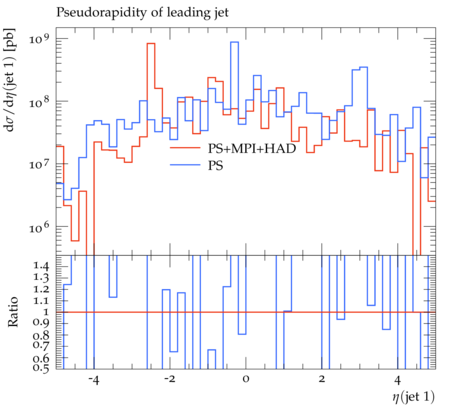 Pseudorapidity of leading jet
dσ/dη(jet 1) [pb]
10⁹
10⁸
10⁷
10⁶
PS+MPI+HAD
PS
Ratio
1.4
1.3
1.2
1.1
1
0.9
0.8
0.7
0.6
0.5
-4 -2 0 2 4
η(jet 1)